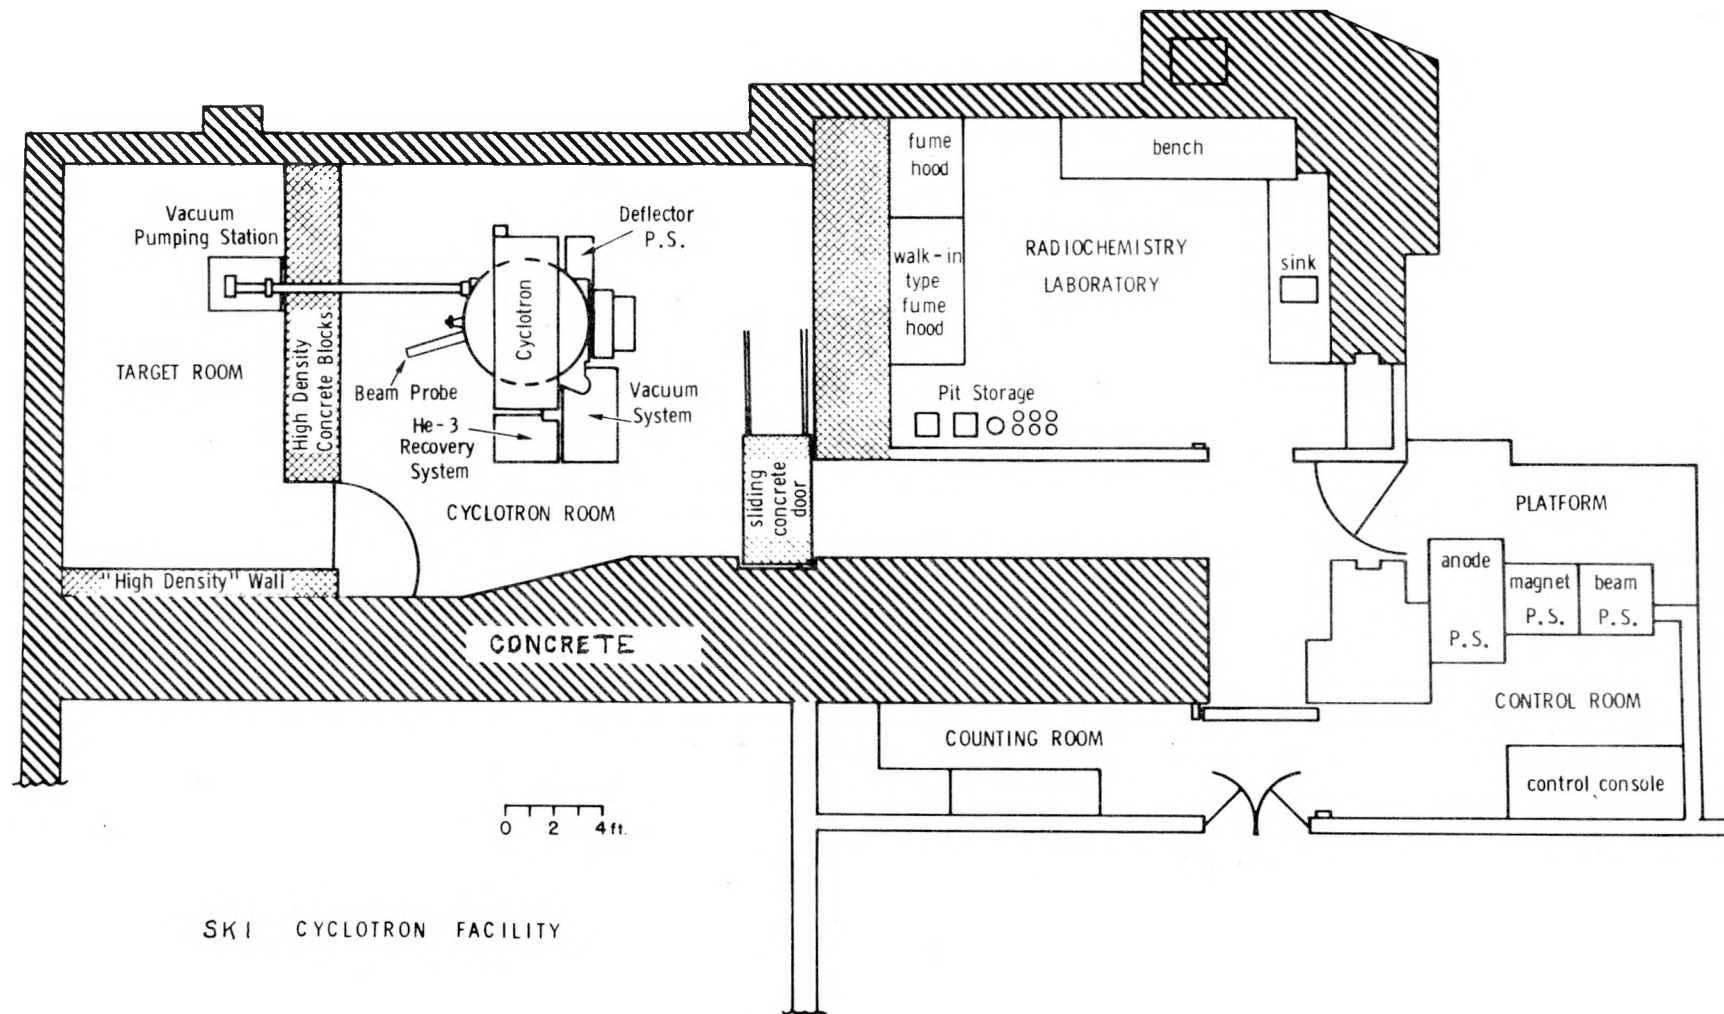 fume
hood
bench
Vacuum
Pumping Station
Deflector
P.S.
walk-in
type
fume
hood
RADIOCHEMISTRY
LABORATORY
sink
Cyclotron
TARGET ROOM
High Density
Concrete Blocks.
Beam Probe
Vacuum
System
He-3
Recovery
System
Pit Storage
CYCLOTRON ROOM
sliding
concrete
door
PLATFORM
"High Density" Wall
anode
P.S.
magnet
P.S.
beam
P.S.
CONCRETE
CONTROL ROOM
COUNTING ROOM
control console
0 2 4 ft.
SKI CYCLOTRON FACILITY